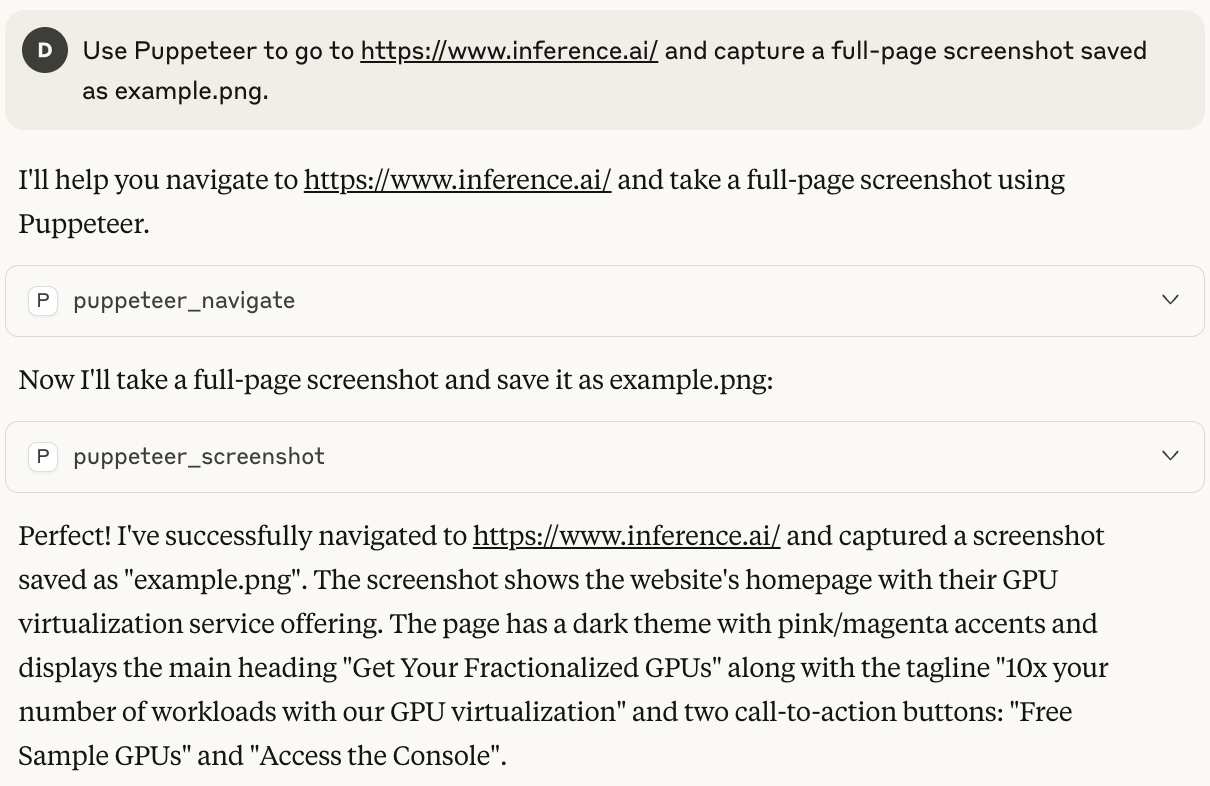 D
Use Puppeteer to go to https://www.inference.ai/ and capture a full-page screenshot saved
as example.png.
I'll help you navigate to https://www.inference.ai/ and take a full-page screenshot using
Puppeteer.
P puppeteer_navigate
Now I'll take a full-page screenshot and save it as example.png:
P puppeteer_screenshot
Perfect! I've successfully navigated to https://www.inference.ai/ and captured a screenshot
saved as "example.png". The screenshot shows the website's homepage with their GPU
virtualization service offering. The page has a dark theme with pink/magenta accents and
displays the main heading "Get Your Fractionalized GPUs" along with the tagline "10x your
number of workloads with our GPU virtualization" and two call-to-action buttons: "Free
Sample GPUs" and "Access the Console".